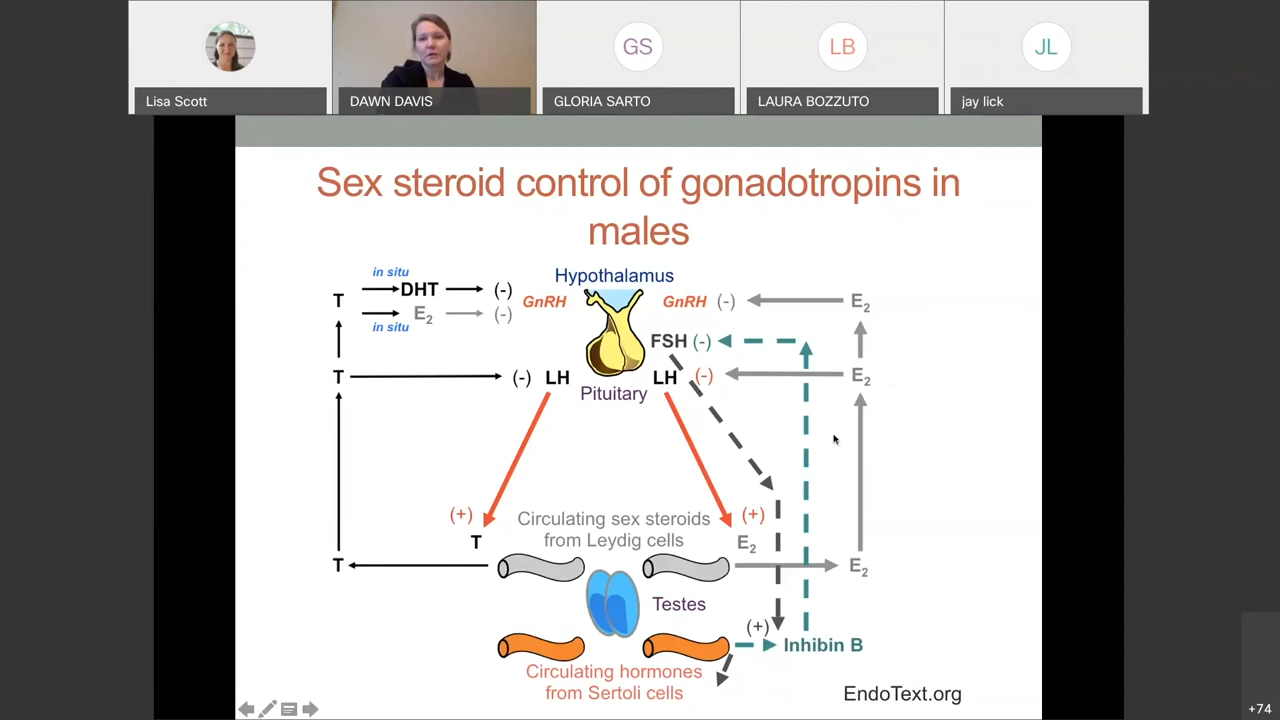 GS
LB
JL
Lisa Scott
DAWN DAVIS
GLORIA SARTO
LAURA BOZZUTO
jay lick
Sex steroid control of gonadotropins in
males
in situ
Hypothalamus
T
DHT
(-)
GnRH
GnRH
(-)
E2
E2
(-)
in situ
FSH (-)
T
(-)
LH
LH
(-)
E2
Pituitary
(+)
Circulating sex steroids
from Leydig cells
(+)
T
E2
T
E2
Testes
(+)
Inhibin B
Circulating hormones
from Sertoli cells
EndoText.org
+74